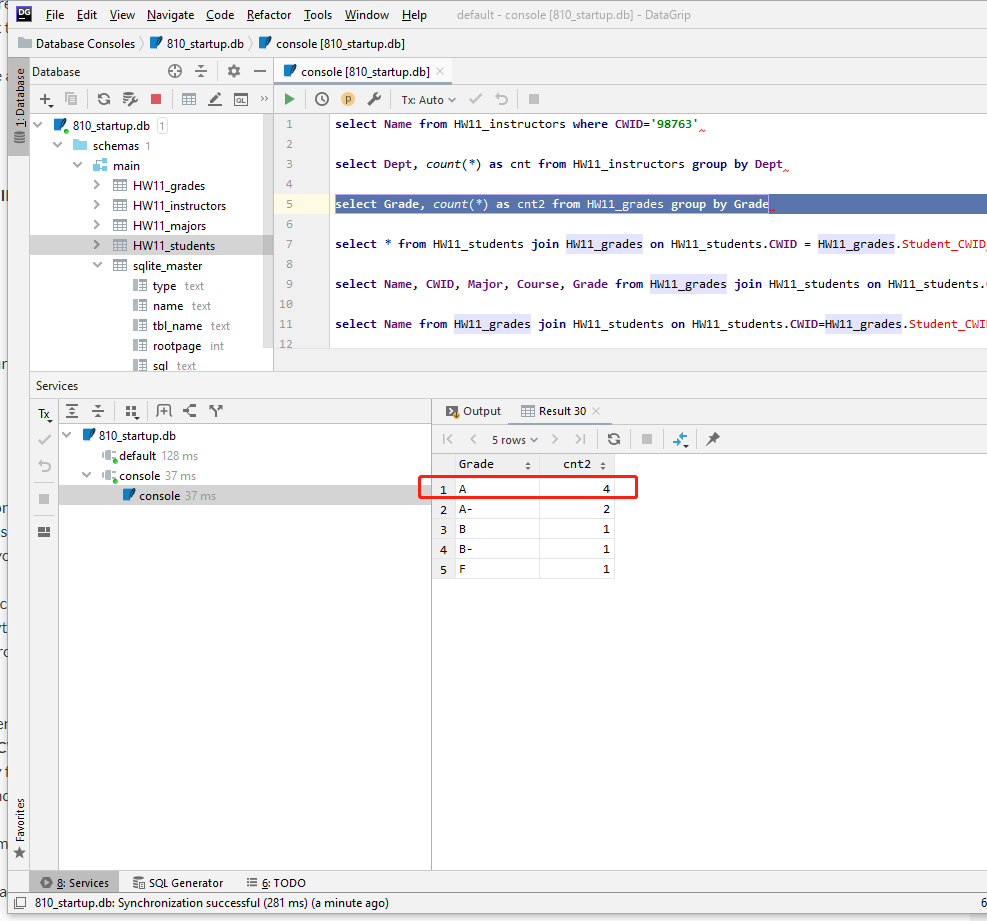 DG File Edit View Navigate Code Refactor Tools Window Help default - console [810_startup.db] - DataGrip
Database Consoles 810_startup.db console [810_startup.db]
1: Database
Database
console [810_startup.db]
Tx: Auto
810_startup.db 1
schemas 1
main
HW11_grades
HW11_instructors
HW11_majors
HW11_students
sqlite_master
type text
name text
tbl_name text
rootpage int
sql text
1 select Name from HW11_instructors where CWID='98763'
2
3 select Dept, count(*) as cnt from HW11_instructors group by Dept
4
5 select Grade, count(*) as cnt2 from HW11_grades group by Grade
6
7 select * from HW11_students join HW11_grades on HW11_students.CWID = HW11_grades.Student_CWID
8
9 select Name, CWID, Major, Course, Grade from HW11_grades join HW11_students on HW11_students.
10
11 select Name from HW11_grades join HW11_students on HW11_students.CWID=HW11_grades.Student_CWI
12
Services
Tx
810_startup.db
default 128 ms
console 37 ms
console 37 ms
Output Result 30
5 rows
Grade cnt2
1 A 4
2 A- 2
3 B 1
4 B- 1
5 F 1
Favorites
8: Services SQL Generator 6: TODO
810_startup.db: Synchronization successful (281 ms) (a minute ago)